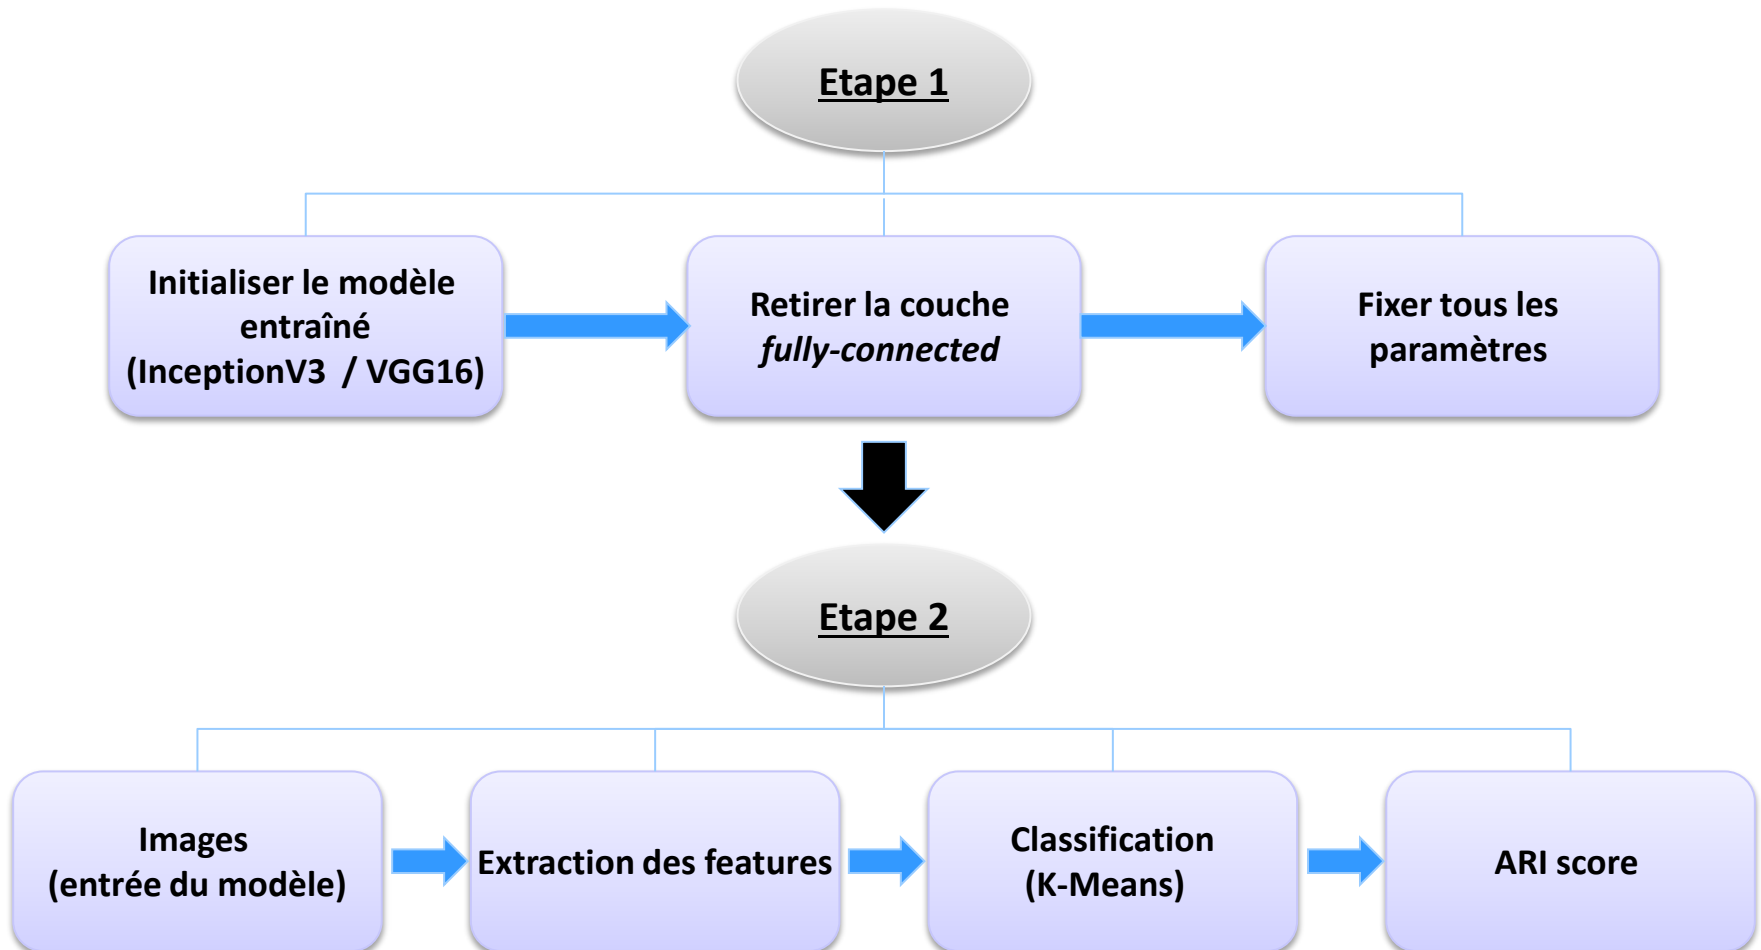 Etape 1
Initialiser le modèle
entraîné
(InceptionV3 / VGG16)
Retirer la couche
fully-connected
Fixer tous les
paramètres
Etape 2
Images
(entrée du modèle)
Extraction des features
Classification
(K-Means)
ARI score